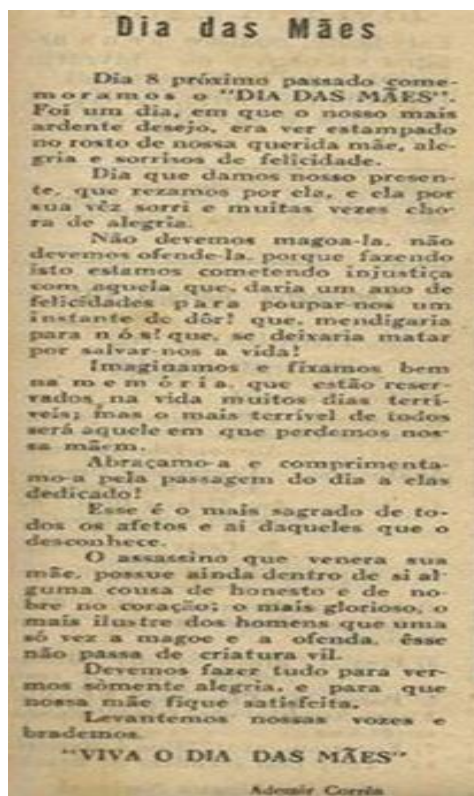 Dia das Mães
Dia 8 próximo passado come-
moramos o "DIA DAS MÃES".
Foi um dia, em que o nosso mais
ardente desejo, era ver estampado
no rosto de nossa querida mãe, ale-
gria e sorrisos de felicidade.
Dia que damos nosso presen-
te, que rezamos por ela, e ela por
sua vêz sorri e muitas vezes cho-
ra de alegria.
Não devemos magoa-la, não
devemos ofende-la, porque fazendo
isto estamos cometendo injustiça
com aquela que, daria um ano de
felicidades para poupar-nos um
instante de dôr! que, mendigaria
para nós! que, se deixaria matar
por salvar-nos a vida!
Imaginamos e fixamos bem
na memória, que estão reser-
vados na vida muitos dias terrí-
veis; mas o mais terrível de todos
será aquele em que perdemos nos-
sa mãem.
Abraçamo-a e comprimenta-
mo-a pela passagem do dia a elas
dedicado!
Esse é o mais sagrado de to-
dos os afetos e ai daqueles que o
desconhece.
O assassino que venera sua
mãe, possue ainda dentro de si al-
guma cousa de honesto e de no-
bre no coração; o mais glorioso, o
mais ilustre dos homens que uma
só vez a magoe e a ofenda, êsse
não passa de criatura vil.
Devemos fazer tudo para ver-
mos sòmente alegria, e para que
nossa mãe fique satisfeita.
Levantemos nossas vozes e
brademos.
"VIVA O DIA DAS MÃES"
Ademir Corrêa